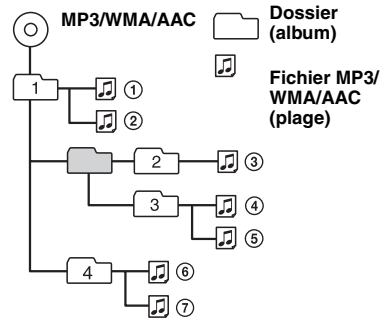 MP3/WMA/AAC
Dossier
(album)
Fichier MP3/
WMA/AAC
(plage)
1
①
②
2
③
3
④
⑤
4
⑥
⑦